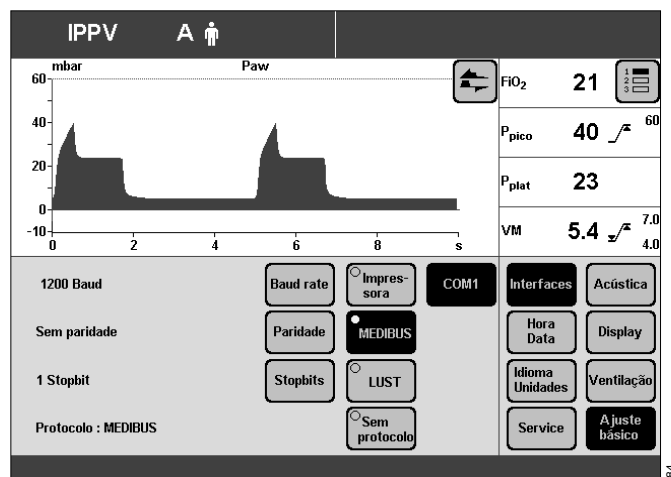 IPPV A
mbar Paw
60
40
20
0
-10
0 2 4 6 8 s
FiO2 21
1
2
3
Ppico 40 60
Pplat 23
VM 5.4 7.0
4.0
1200 Baud
Baud rate
Impres-
sora
COM1
Interfaces
Acústica
Sem paridade
Paridade
MEDIBUS
Hora
Data
Display
1 Stopbit
Stopbits
LUST
Idioma
Unidades
Ventilação
Protocolo : MEDIBUS
Sem
protocolo
Service
Ajuste
básico